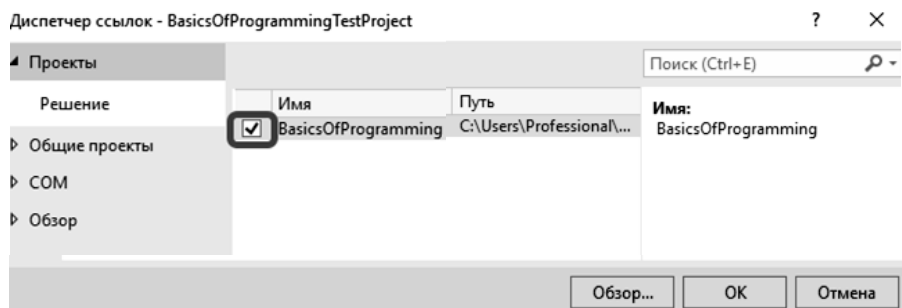 Диспетчер ссылок - BasicsOfProgrammingTestProject ?
Проекты
Поиск (Ctrl+E)
Решение
Имя Путь
Имя:
BasicsOfProgramming C:\Users\Professional\...
BasicsOfProgramming
Общие проекты
COM
Обзор
Обзор... OK Отмена